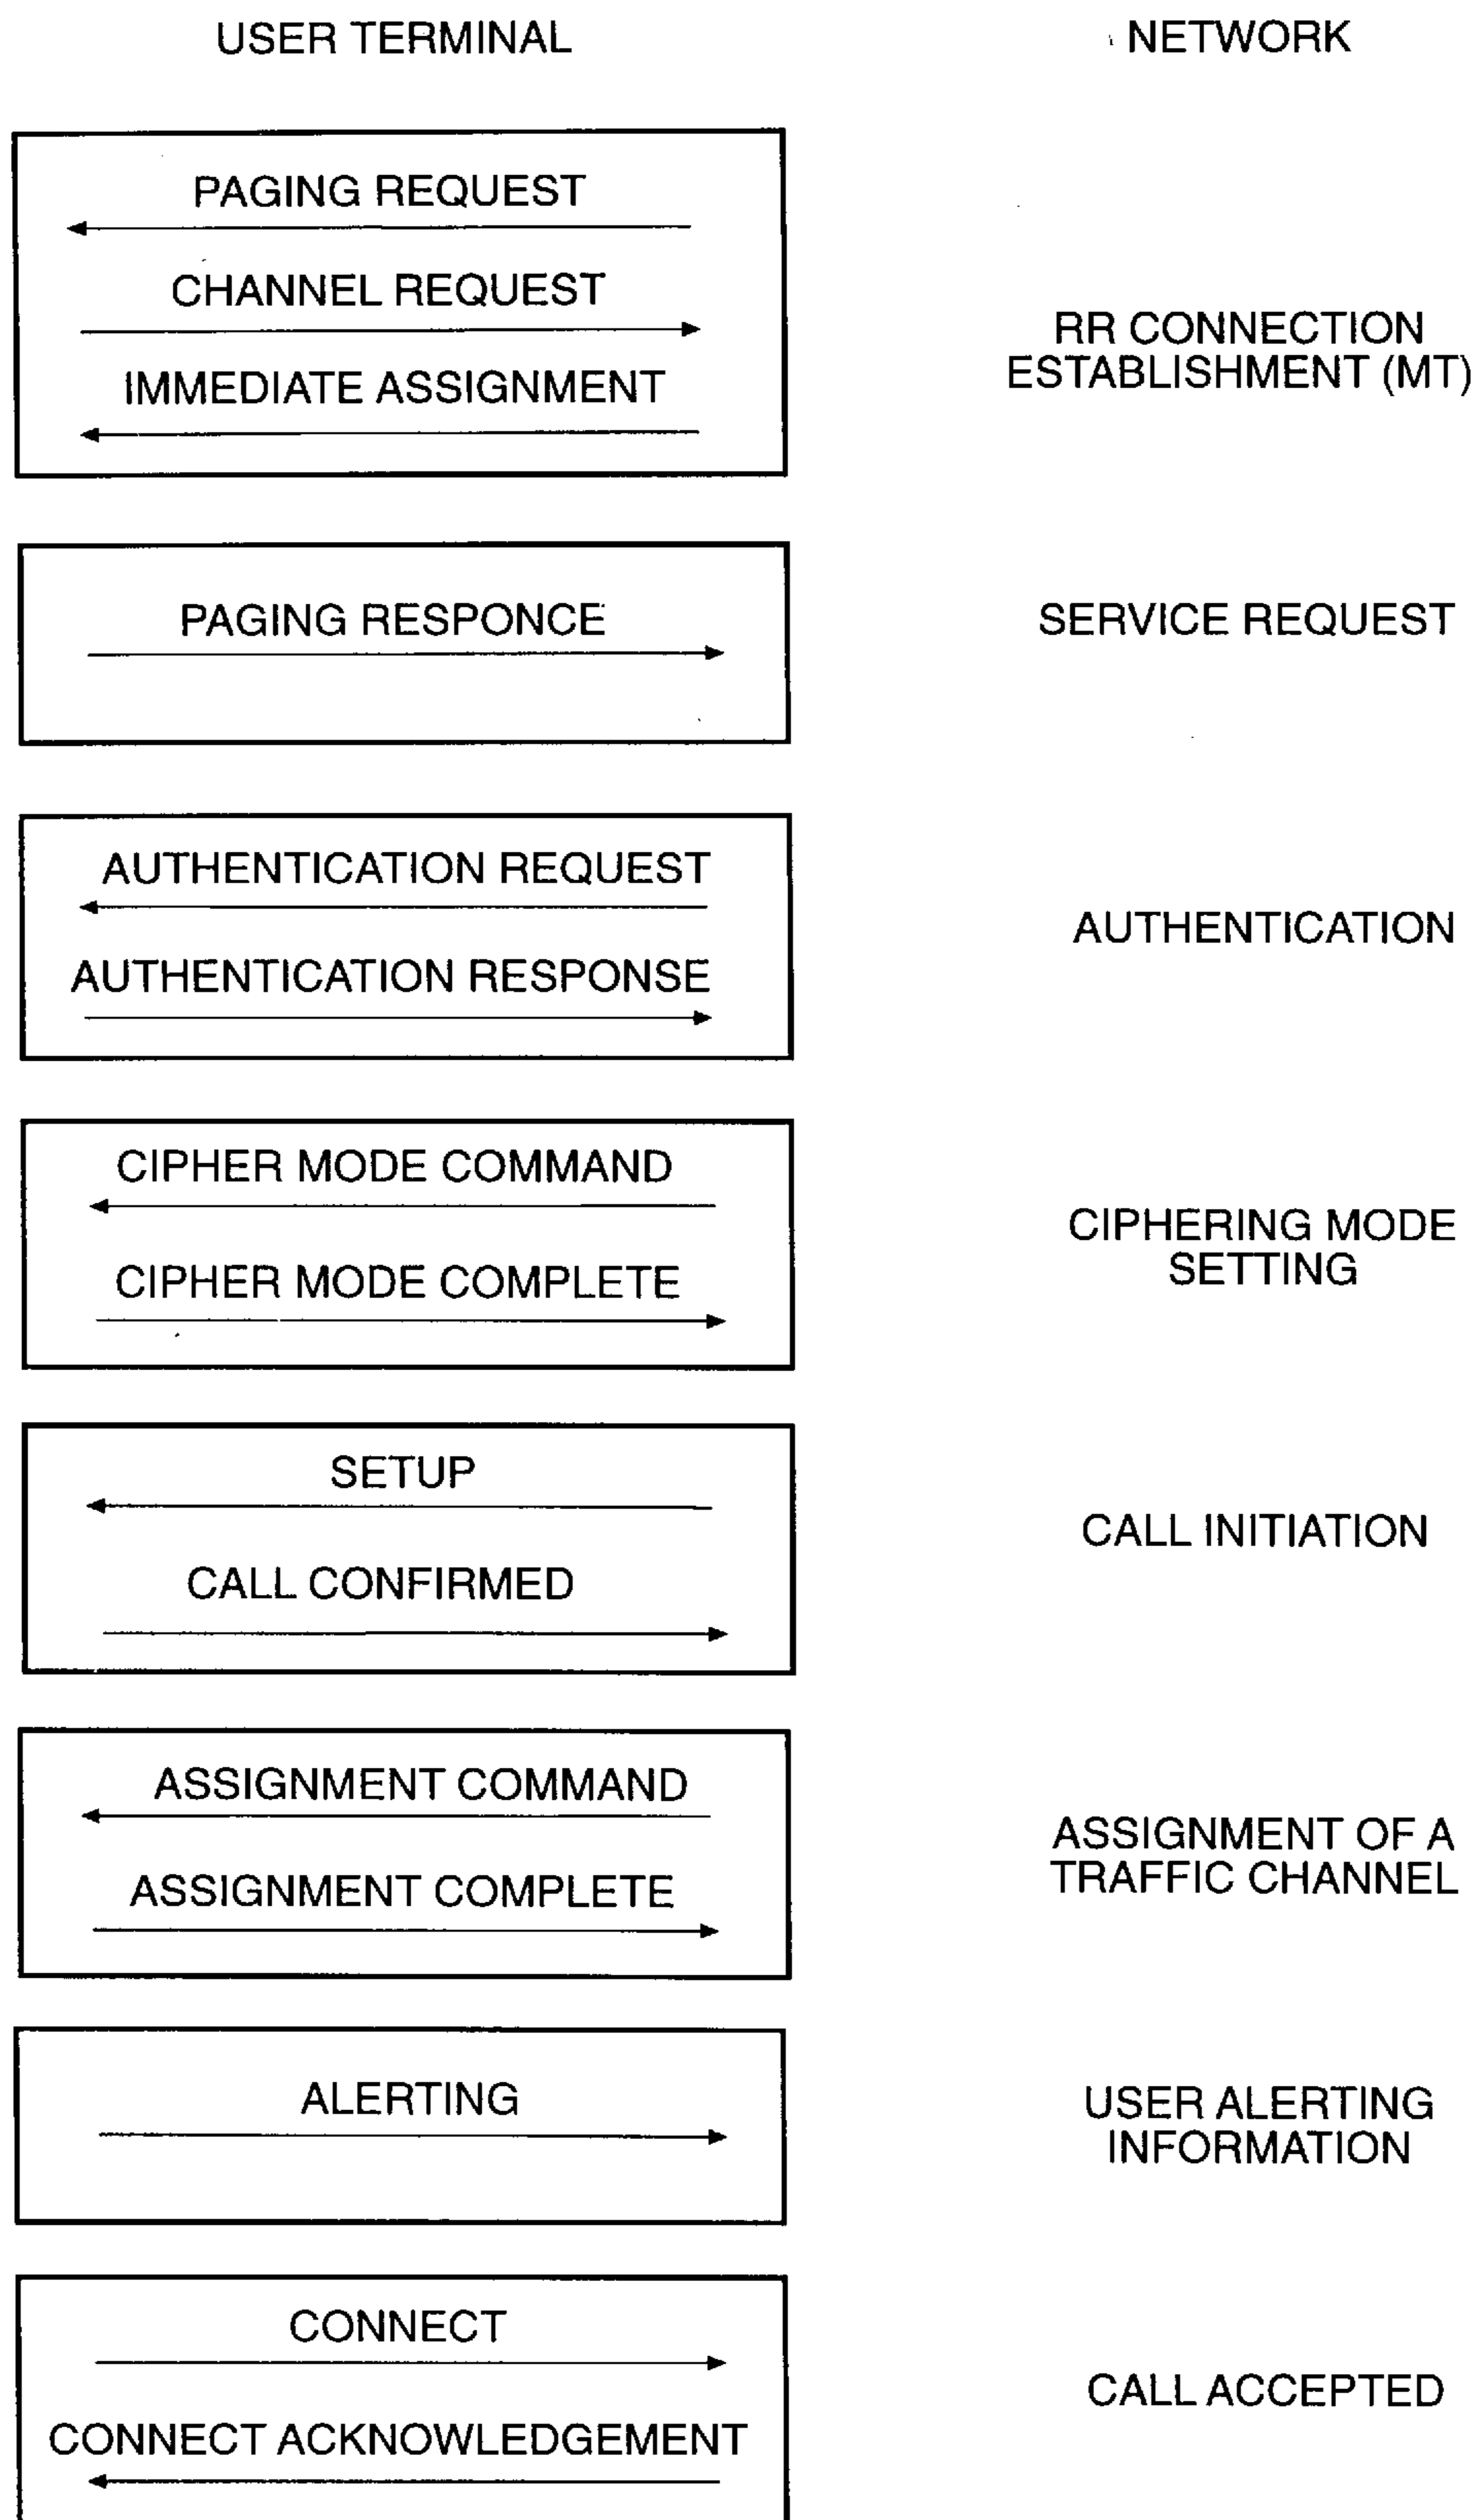 USER TERMINAL
NETWORK
PAGING REQUEST
CHANNEL REQUEST
IMMEDIATE ASSIGNMENT
RR CONNECTION
ESTABLISHMENT (MT)
PAGING RESPONCE
SERVICE REQUEST
AUTHENTICATION REQUEST
AUTHENTICATION RESPONSE
AUTHENTICATION
CIPHER MODE COMMAND
CIPHER MODE COMPLETE
CIPHERING MODE
SETTING
SETUP
CALL CONFIRMED
CALL INITIATION
ASSIGNMENT COMMAND
ASSIGNMENT COMPLETE
ASSIGNMENT OF A
TRAFFIC CHANNEL
ALERTING
USER ALERTING
INFORMATION
CONNECT
CONNECT ACKNOWLEDGEMENT
CALL ACCEPTED